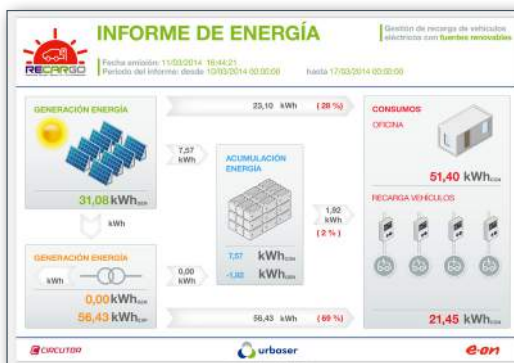 INFORME DE ENERGÍA
Gestión de recarga de vehículos
eléctricos con fuentes renovables
RECARGO
Fecha emisión: 11/03/2014 16:44:21
Periodo del informe: desde 10/03/2014 00:00:00 hasta 17/03/2014 00:00:00
GENERACIÓN ENERGÍA
23,10 kWh (28 %)
CONSUMOS
OFICINA
7,57
kWh
ACUMULACIÓN
ENERGÍA
31,08 kWh
51,40 kWh
kWh
1,92
kWh
(2 %)
RECARGA VEHÍCULOS
GENERACIÓN ENERGÍA
kWh
0,00
kWh
7,57 kWh
kWh
0,00 kWh
56,43 kWh
56,43 kWh (69 %)
21,45 kWh
CIRCUTOR
urbaser
e·on